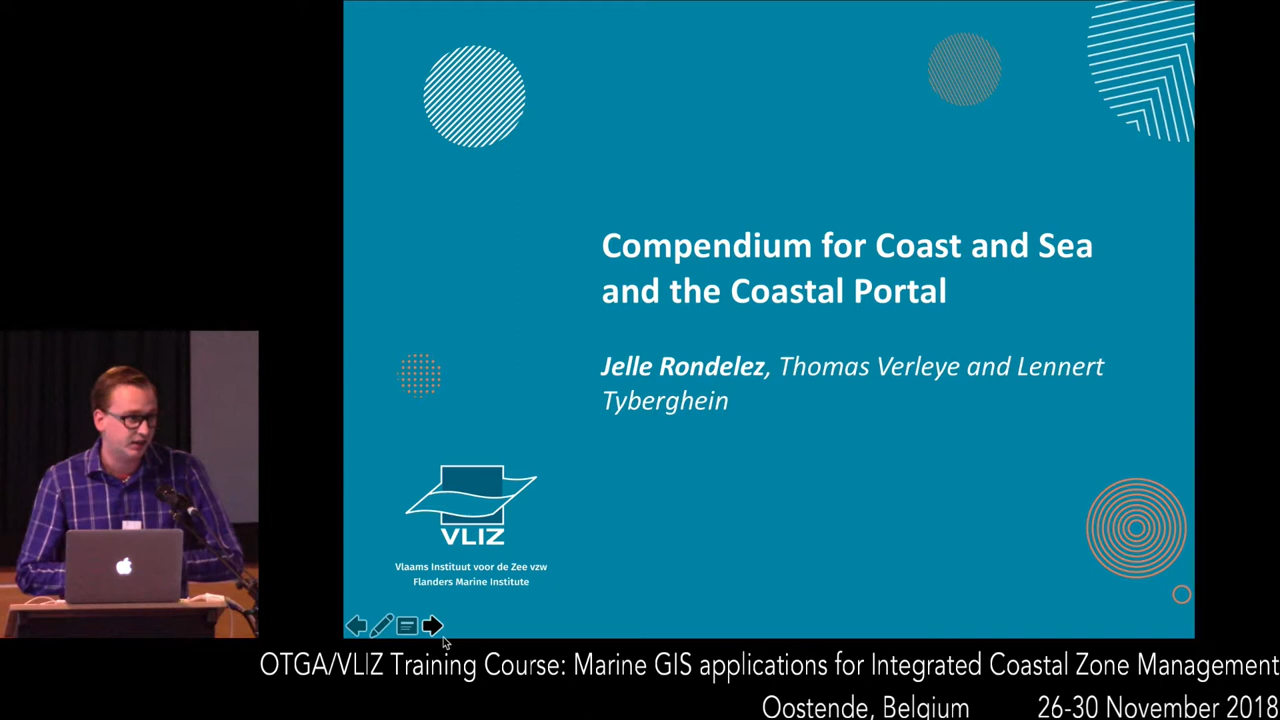 Compendium for Coast and Sea
and the Coastal Portal
Jelle Rondelez, Thomas Verleye and Lennert
Tyberghein
VLIZ
Vlaams Instituut voor de Zee vzw
Flanders Marine Institute
OTGA/VLIZ Training Course: Marine GIS applications for Integrated Coastal Zone Management
Oostende, Belgium 26-30 November 2018